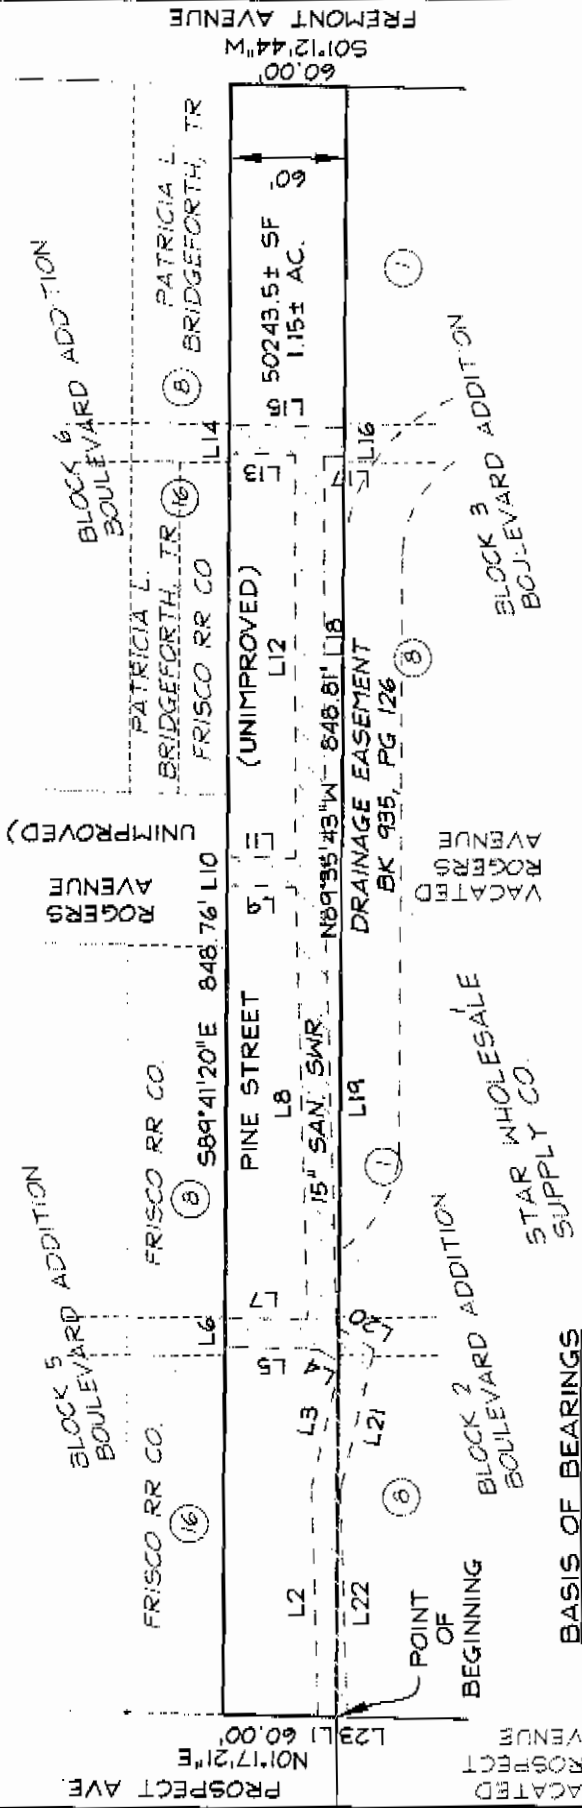 FREMONT AVENUE
S01°12'44"W
60.00'
PATRICIA L.
BRIDGEFORTH, TR
8
60'
50243.5± SF
1.15± AC.
1
BLOCK 6
BOULEVARD ADDITION
L14
L15
L16
L13
L17
BLOCK 3
BOULEVARD ADDITION
PATRICIA L.
BRIDGEFORTH, TR
16
FRISCO RR CO
(UNIMPROVED)
L12
L18
8
UNIMPROVED)
ROGERS
AVENUE
S89°41'20"E 848.76' L10
L11
L9
N89°35'43"W 848.81'
DRAINAGE EASEMENT
BK 935, PG 126
VACATED
ROGERS
AVENUE
FRISCO RR CO.
8
PINE STREET
L8
15" SAN. SWR.
L19
1
STAR WHOLESALE
SUPPLY CO.
BLOCK 5
BOULEVARD ADDITION
L6
L7
L5
L4
L20
L3
L21
BLOCK 2
BOULEVARD ADDITION
FRISCO RR CO.
16
8
L2
L22
POINT
OF
BEGINNING
L23
L1
60.00'
N01°17'21"E
PROSPECT AVE
VACATED
PROSPECT
AVENUE
BASIS OF BEARINGS